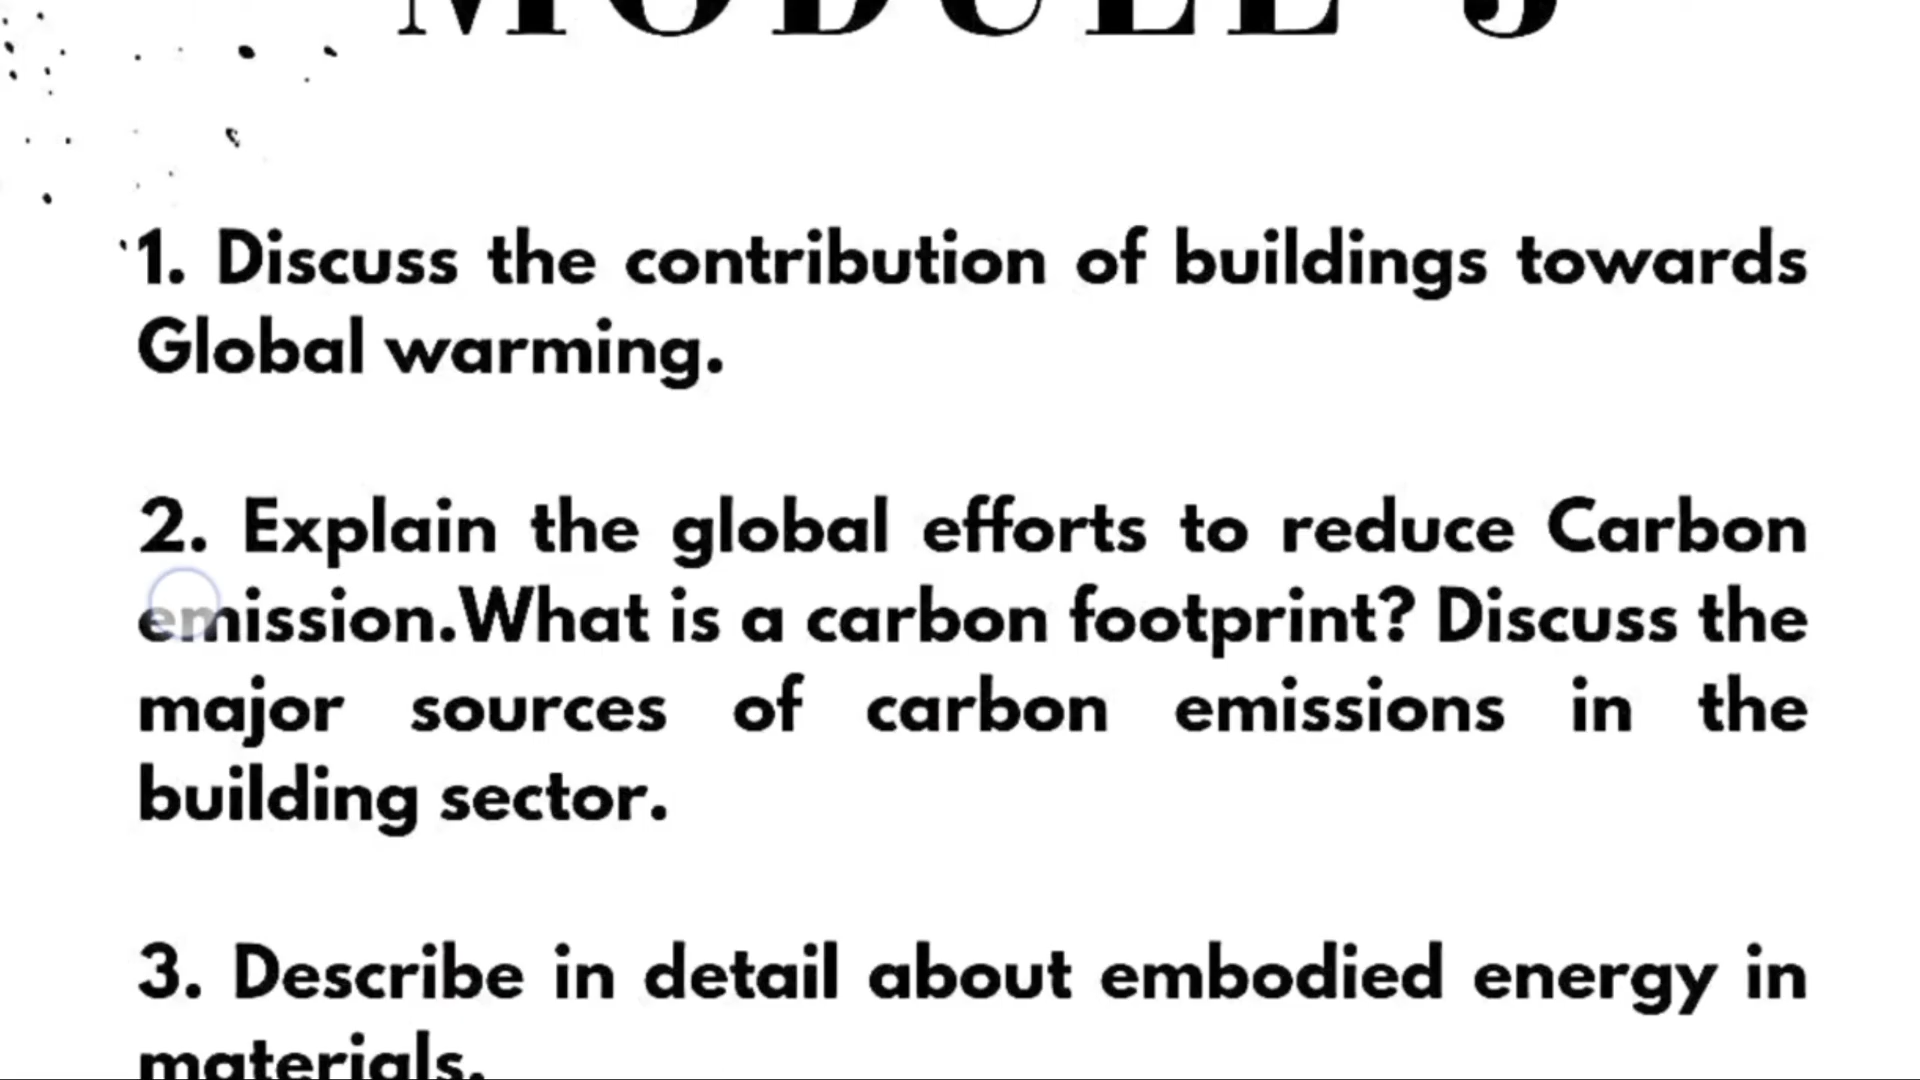 MODULE 3
1. Discuss the contribution of buildings towards
Global warming.
2. Explain the global efforts to reduce Carbon
emission.What is a carbon footprint? Discuss the
major sources of carbon emissions in the
building sector.
3. Describe in detail about embodied energy in
materials.